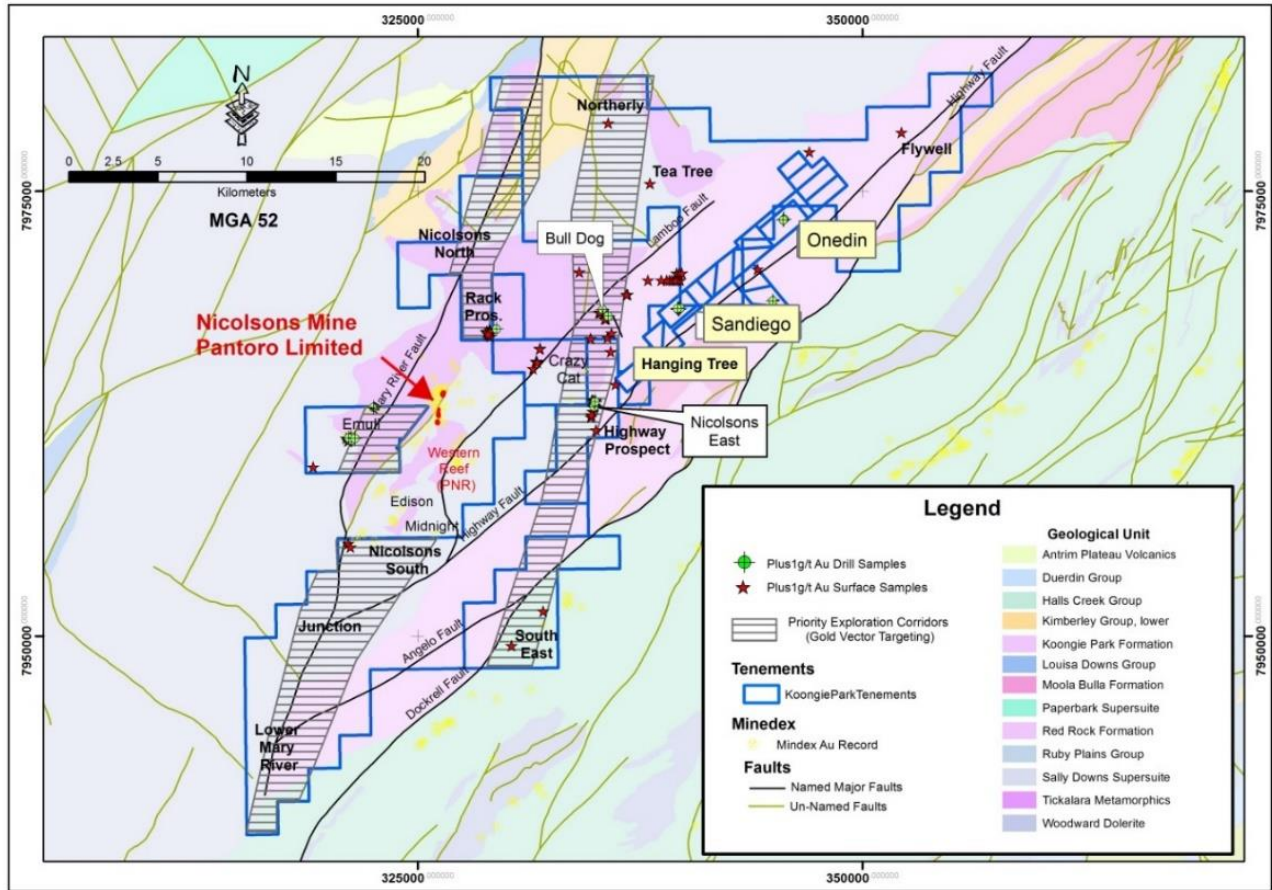 325000
350000
N
0 2.5 5 10 15 20
Kilometers
MGA 52
7975000
7975000
Northerly
Highway Fault
Flywell
Tea Tree
Lamboo Fault
Nicolsons
North
Bull Dog
Onedin
Rack
Pros.
Sandiego
Nicolsons Mine
Pantoro Limited
Mary River Fault
Crazy
Cat
Hanging Tree
Emull
Nicolsons
East
Highway
Prospect
Western
Reef
(PNR)
Edison
Midnight
Highway Fault
Nicolsons
South
Junction
Angelo Fault
South
East
Dockrell Fault
Lower
Mary
River
7950000
7950000
Legend
Plus1g/t Au Drill Samples
Plus1g/t Au Surface Samples
Priority Exploration Corridors
(Gold Vector Targeting)
Tenements
KoongieParkTenements
Minedex
Mindex Au Record
Faults
Named Major Faults
Un-Named Faults
Geological Unit
Antrim Plateau Volcanics
Duerdin Group
Halls Creek Group
Kimberley Group, lower
Koongie Park Formation
Louisa Downs Group
Moola Bulla Formation
Paperbark Supersuite
Red Rock Formation
Ruby Plains Group
Sally Downs Supersuite
Tickalara Metamorphics
Woodward Dolerite
325000
350000